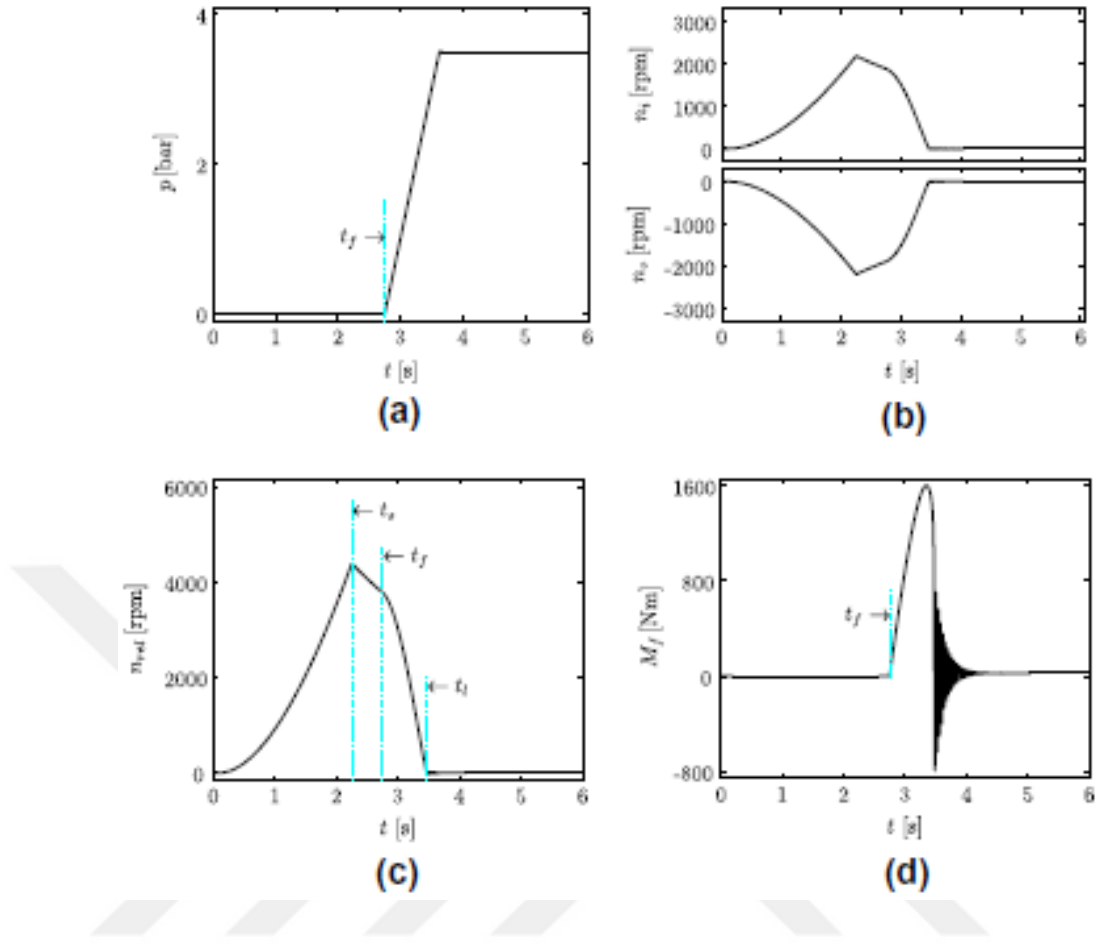 4
2
0
p [bar]
t_f →
0 1 2 3 4 5 6
t [s]
(a)
3000
2000
1000
0
n_i [rpm]
0
-1000
-2000
-3000
[rpm]
0 1 2 3 4 5 6
t [s]
(b)
6000
4000
2000
0
n_rel [rpm]
← t_s
← t_f
← t_l
0 1 2 3 4 5 6
t [s]
(c)
1600
800
0
-800
M_f [Nm]
t_f →
0 1 2 3 4 5 6
t [s]
(d)